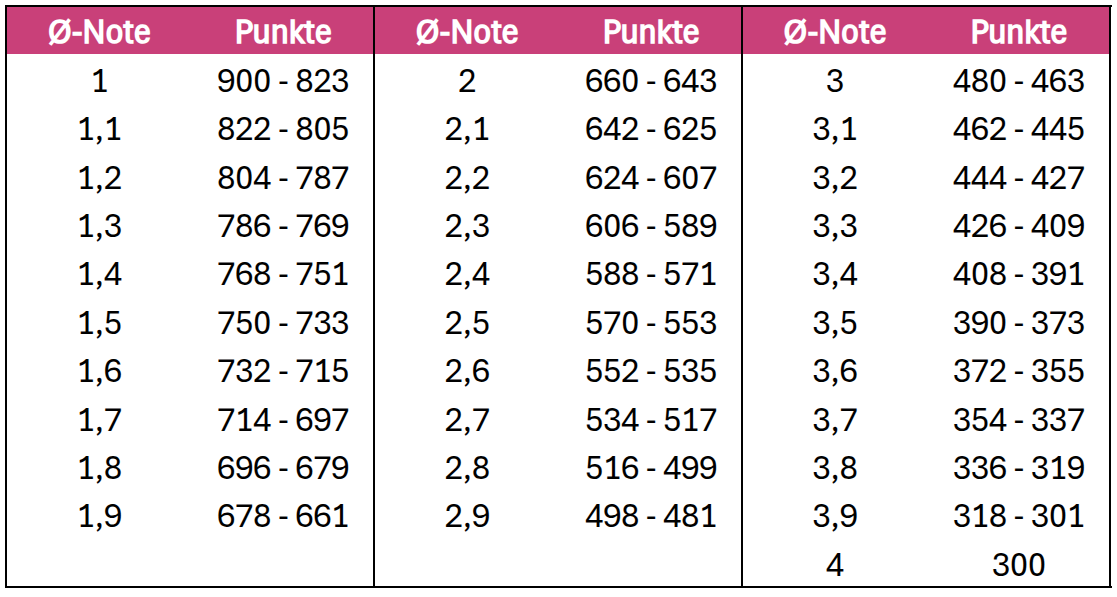 Ø-Note Punkte Ø-Note Punkte Ø-Note Punkte
1 900 - 823 2 660 - 643 3 480 - 463
1,1 822 - 805 2,1 642 - 625 3,1 462 - 445
1,2 804 - 787 2,2 624 - 607 3,2 444 - 427
1,3 786 - 769 2,3 606 - 589 3,3 426 - 409
1,4 768 - 751 2,4 588 - 571 3,4 408 - 391
1,5 750 - 733 2,5 570 - 553 3,5 390 - 373
1,6 732 - 715 2,6 552 - 535 3,6 372 - 355
1,7 714 - 697 2,7 534 - 517 3,7 354 - 337
1,8 696 - 679 2,8 516 - 499 3,8 336 - 319
1,9 678 - 661 2,9 498 - 481 3,9 318 - 301
4 300